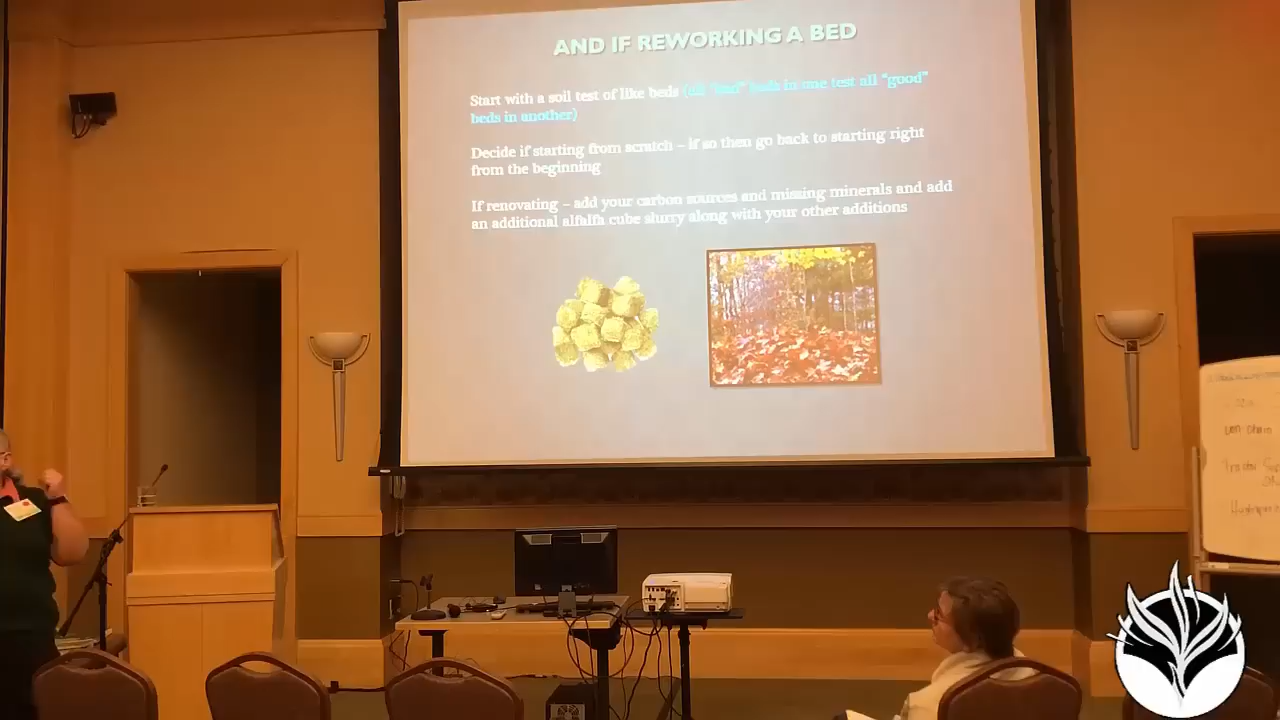 AND IF REWORKING A BED
Start with a soil test of like beds (all "bad" beds in one test all "good"
beds in another)
Decide if starting from scratch – if so then go back to starting right
from the beginning
If renovating – add your carbon sources and missing minerals and add
an additional alfalfa cube slurry along with your other additions